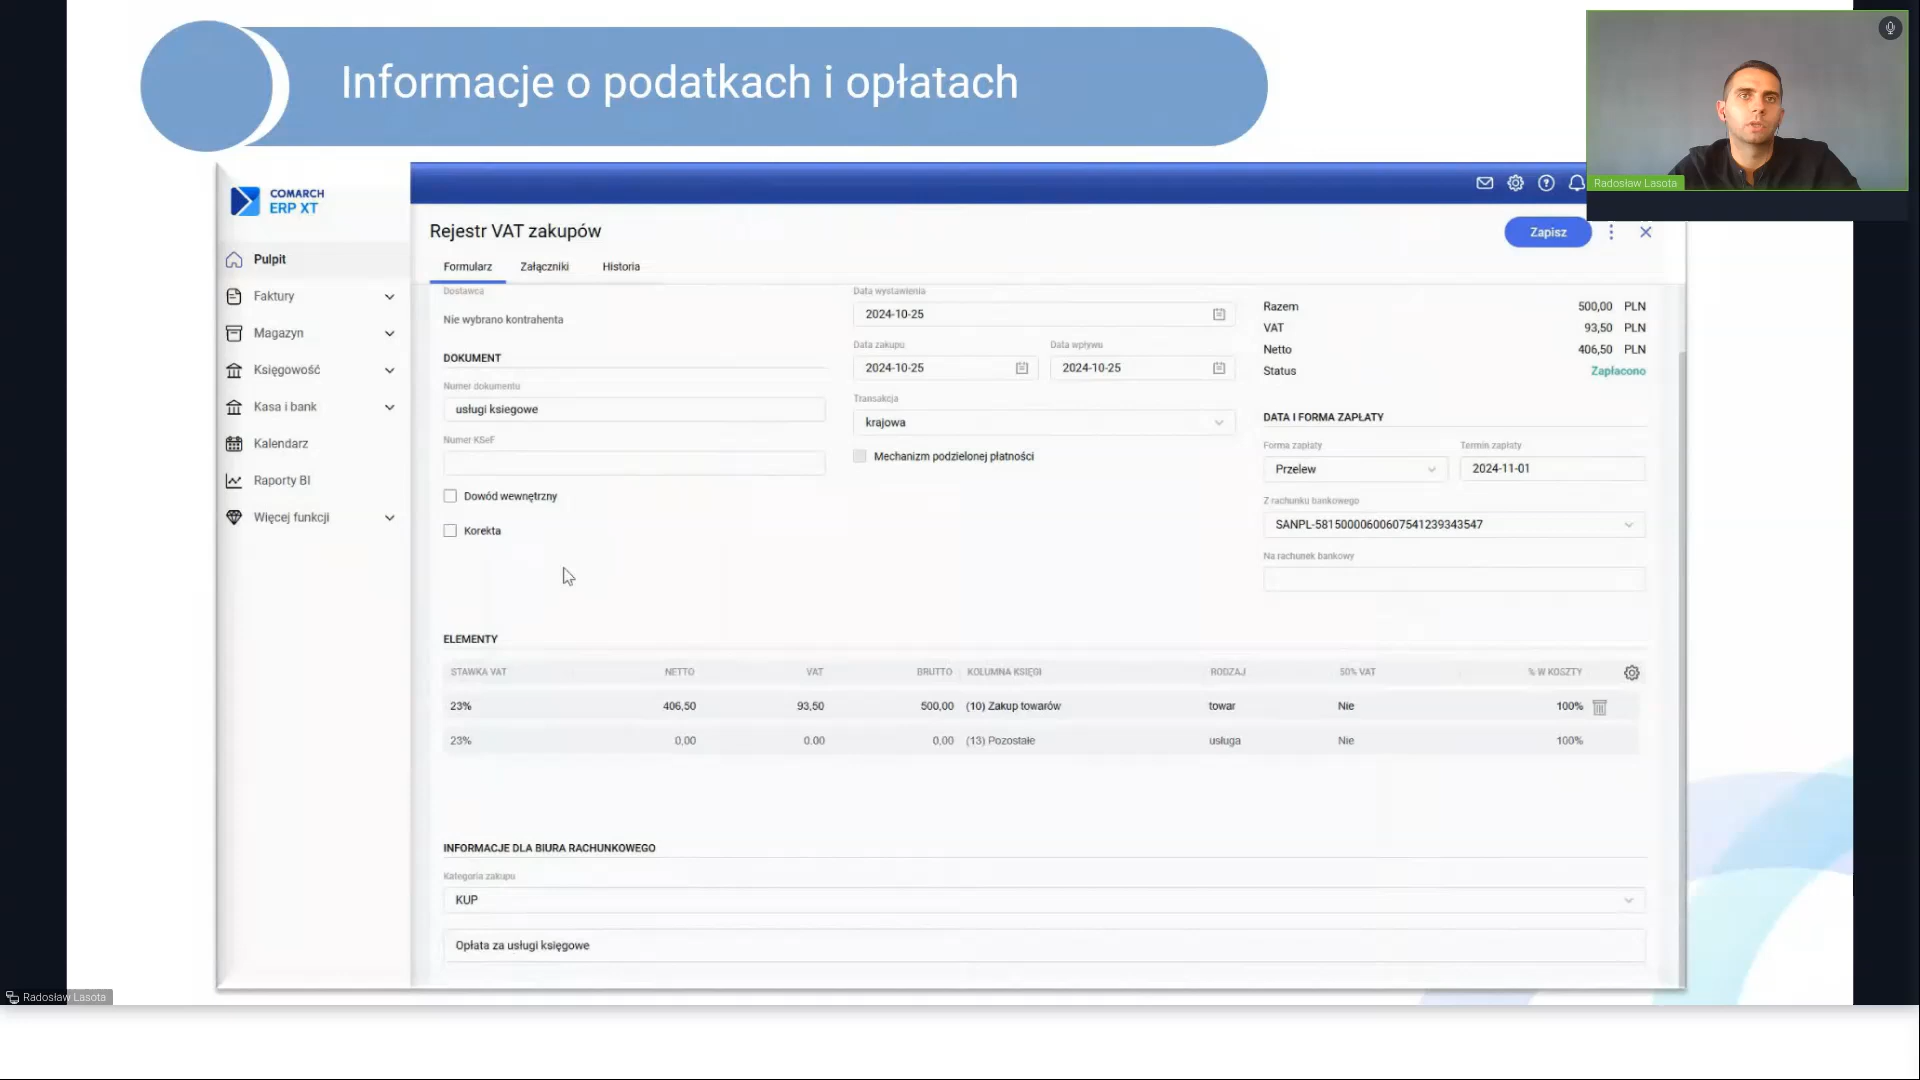 Informacje o podatkach i opłatach
Radosław Lasota
COMARCH
ERP XT
Pulpit
Faktury
Magazyn
Księgowość
Kasa i bank
Kalendarz
Raporty BI
Więcej funkcji
Rejestr VAT zakupów
Zapisz
Formularz
Załączniki
Historia
Dostawca
Nie wybrano kontrahenta
DOKUMENT
Numer dokumentu
usługi ksiegowe
Numer KSeF
Dowód wewnętrzny
Korekta
Data wystawienia
2024-10-25
Data zakupu
Data wpływu
2024-10-25
2024-10-25
Transakcja
krajowa
Mechanizm podzielonej płatności
Razem 500,00 PLN
VAT 93,50 PLN
Netto 406,50 PLN
Status Zapłacono
DATA I FORMA ZAPŁATY
Forma zapłaty
Termin zapłaty
Przelew
2024-11-01
Z rachunku bankowego
SANPL-58150000600607541239343547
Na rachunek bankowy
ELEMENTY
STAWKA VAT NETTO VAT BRUTTO KOLUMNA KSIĘGI RODZAJ 50% VAT % W KOSZTY
23% 406,50 93,50 500,00 (10) Zakup towarów towar Nie 100%
23% 0,00 0.00 0,00 (13) Pozostałe usługa Nie 100%
INFORMACJE DLA BIURA RACHUNKOWEGO
Kategoria zakupu
KUP
Opłata za usługi księgowe
Radosław Lasota